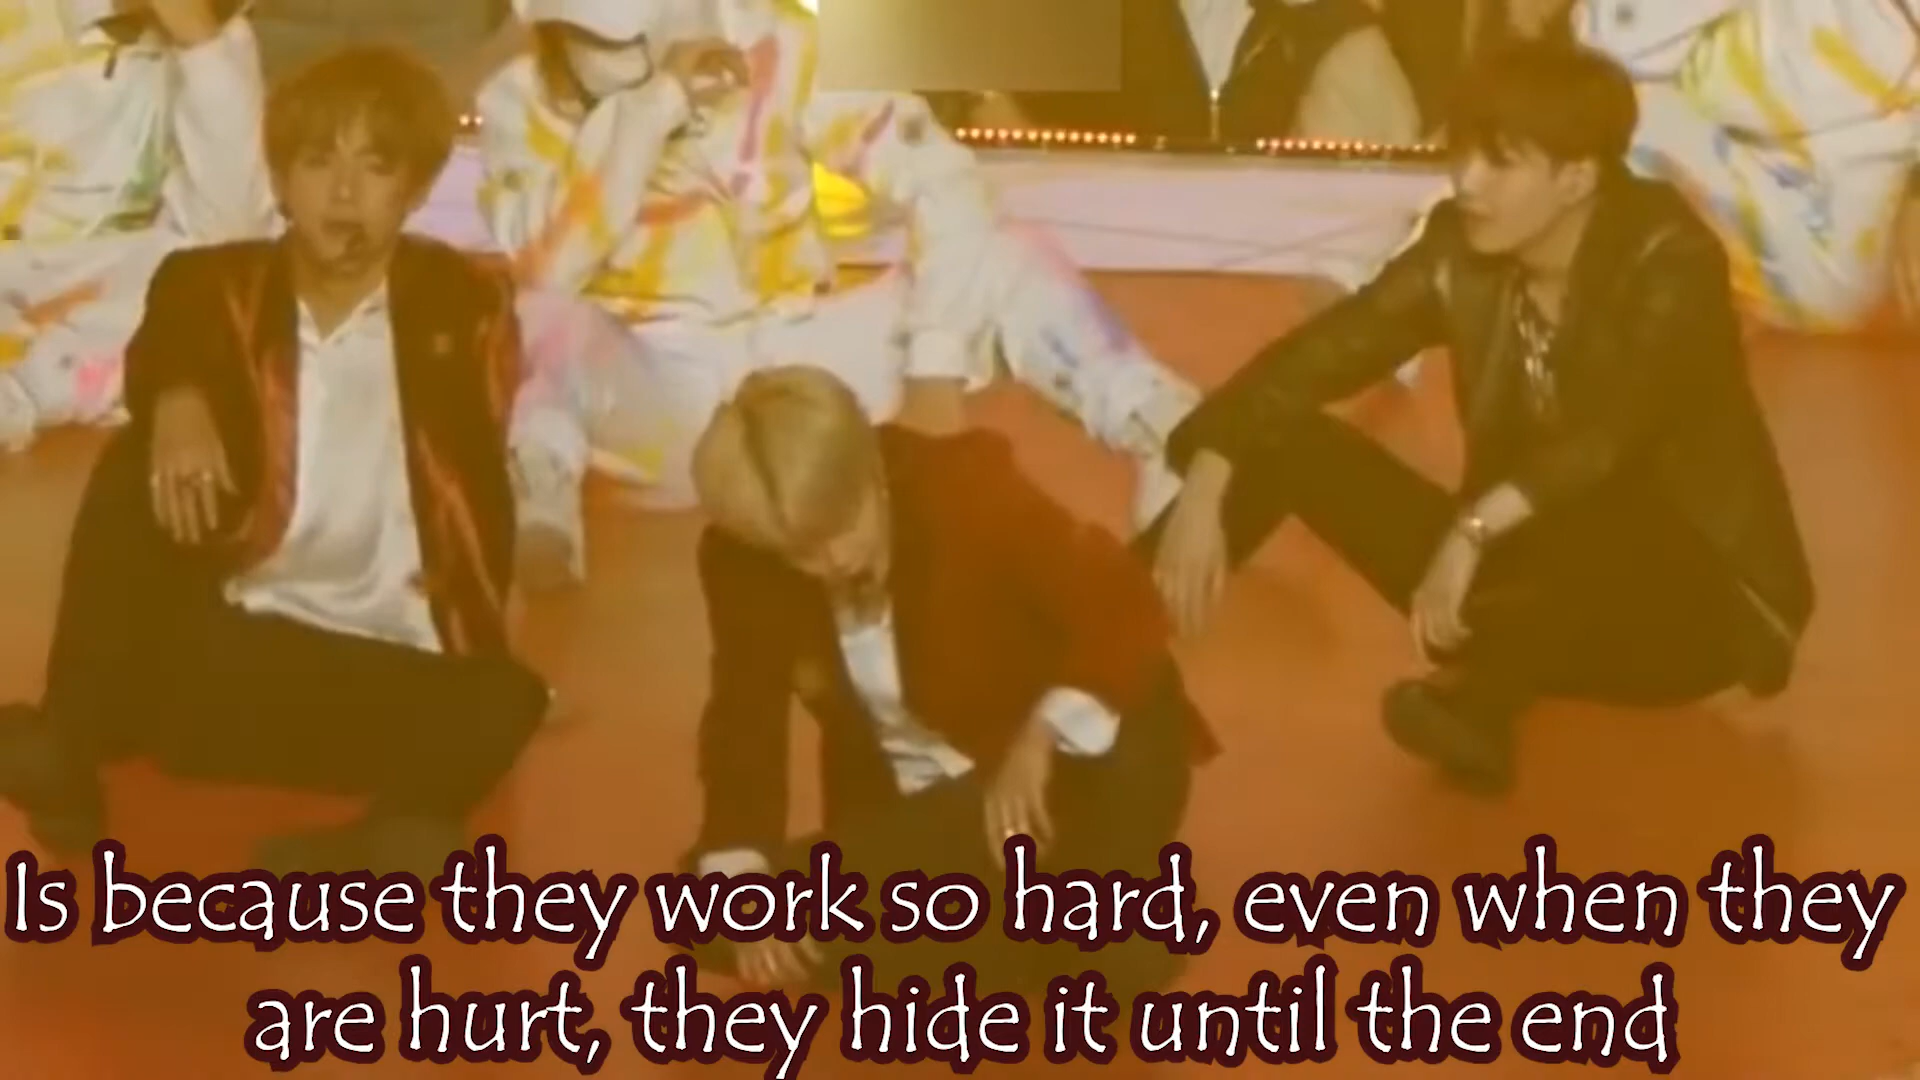 Is because they work so hard, even when they
are hurt, they hide it until the end